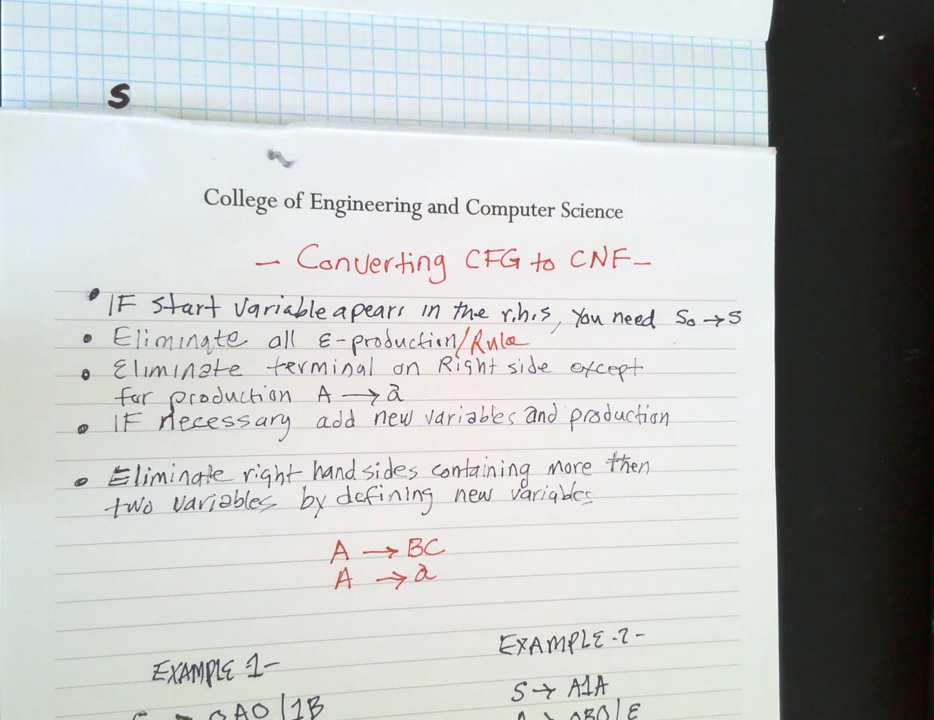 S
College of Engineering and Computer Science
- Converting CFG to CNF -
• IF start variable apears in the r.h.s, You need S₀ → S
• Eliminate all ε-production/Rule
• Eliminate terminal on Right side except
for production A → a
• IF necessary add new variables and production
• Eliminate right hand sides containing more then
two variables by defining new variables
A → BC
A → a
EXAMPLE 1-
EXAMPLE-2-
S → A1A
0A0|1B
0B0|ε